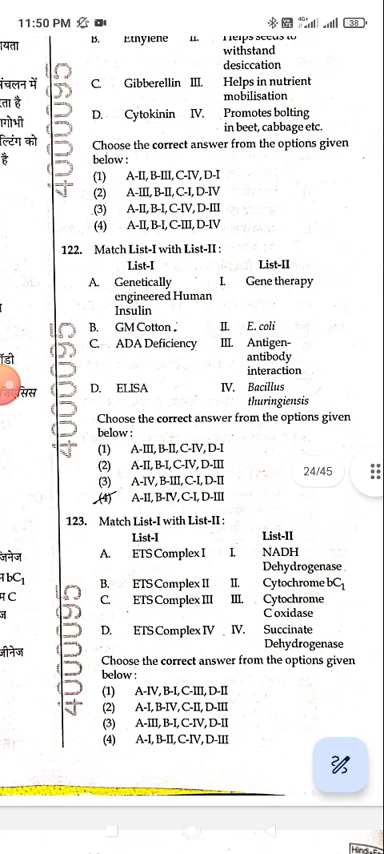 11:50 PM
4G+
38
यता
B. Ethylene II. Helps seeds to
withstand
desiccation
ंचलन में
C. Gibberellin III. Helps in nutrient
mobilisation
ता है
गोभी
D. Cytokinin IV. Promotes bolting
in beet, cabbage etc.
ल्टिंग को
है
Choose the correct answer from the options given
below :
(1) A-II, B-III, C-IV, D-I
(2) A-III, B-II, C-I, D-IV
(3) A-II, B-I, C-IV, D-III
(4) A-II, B-I, C-III, D-IV
122. Match List-I with List-II :
List-I List-II
A. Genetically I. Gene therapy
engineered Human
Insulin
B. GM Cotton II. E. coli
C. ADA Deficiency III. Antigen-
antibody
interaction
ॉडी
D. ELISA IV. Bacillus
thuringiensis
सिस
Choose the correct answer from the options given
below :
(1) A-III, B-II, C-IV, D-I
(2) A-II, B-I, C-IV, D-III
(3) A-IV, B-III, C-I, D-II
(4) A-II, B-IV, C-I, D-III
24/45
123. Match List-I with List-II :
List-I List-II
A. ETS Complex I I. NADH
Dehydrogenase
जिनेज
B. ETS Complex II II. Cytochrome bC1
म bC1
C. ETS Complex III III. Cytochrome
C oxidase
म C
ज
D. ETS Complex IV IV. Succinate
Dehydrogenase
जीनेज
Choose the correct answer from the options given
below :
(1) A-IV, B-I, C-III, D-II
(2) A-I, B-IV, C-II, D-III
(3) A-III, B-I, C-IV, D-II
(4) A-I, B-II, C-IV, D-III